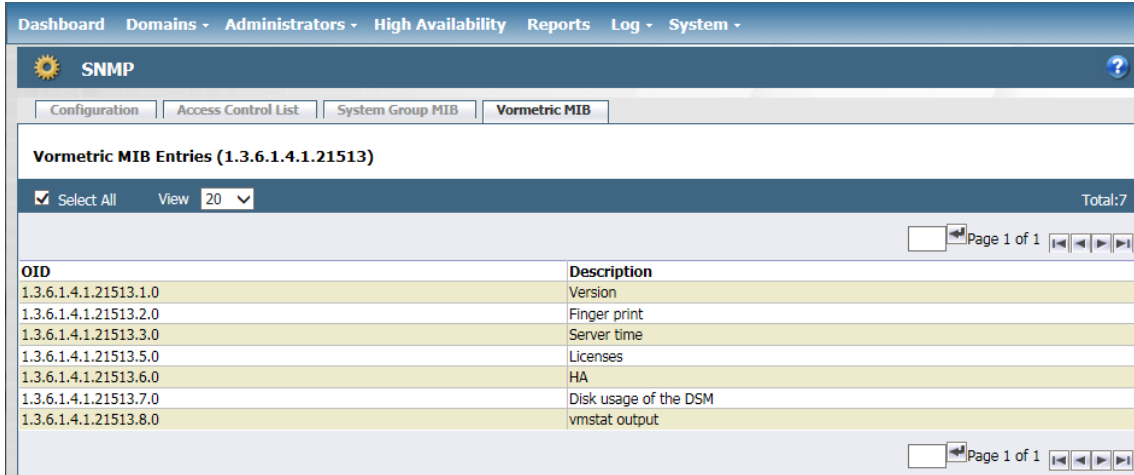 Dashboard Domains Administrators High Availability Reports Log System
SNMP ?
Configuration Access Control List System Group MIB Vormetric MIB
Vormetric MIB Entries (1.3.6.1.4.1.21513)
Select All View 20 Total:7
Page 1 of 1
OID Description
1.3.6.1.4.1.21513.1.0 Version
1.3.6.1.4.1.21513.2.0 Finger print
1.3.6.1.4.1.21513.3.0 Server time
1.3.6.1.4.1.21513.5.0 Licenses
1.3.6.1.4.1.21513.6.0 HA
1.3.6.1.4.1.21513.7.0 Disk usage of the DSM
1.3.6.1.4.1.21513.8.0 vmstat output
Page 1 of 1